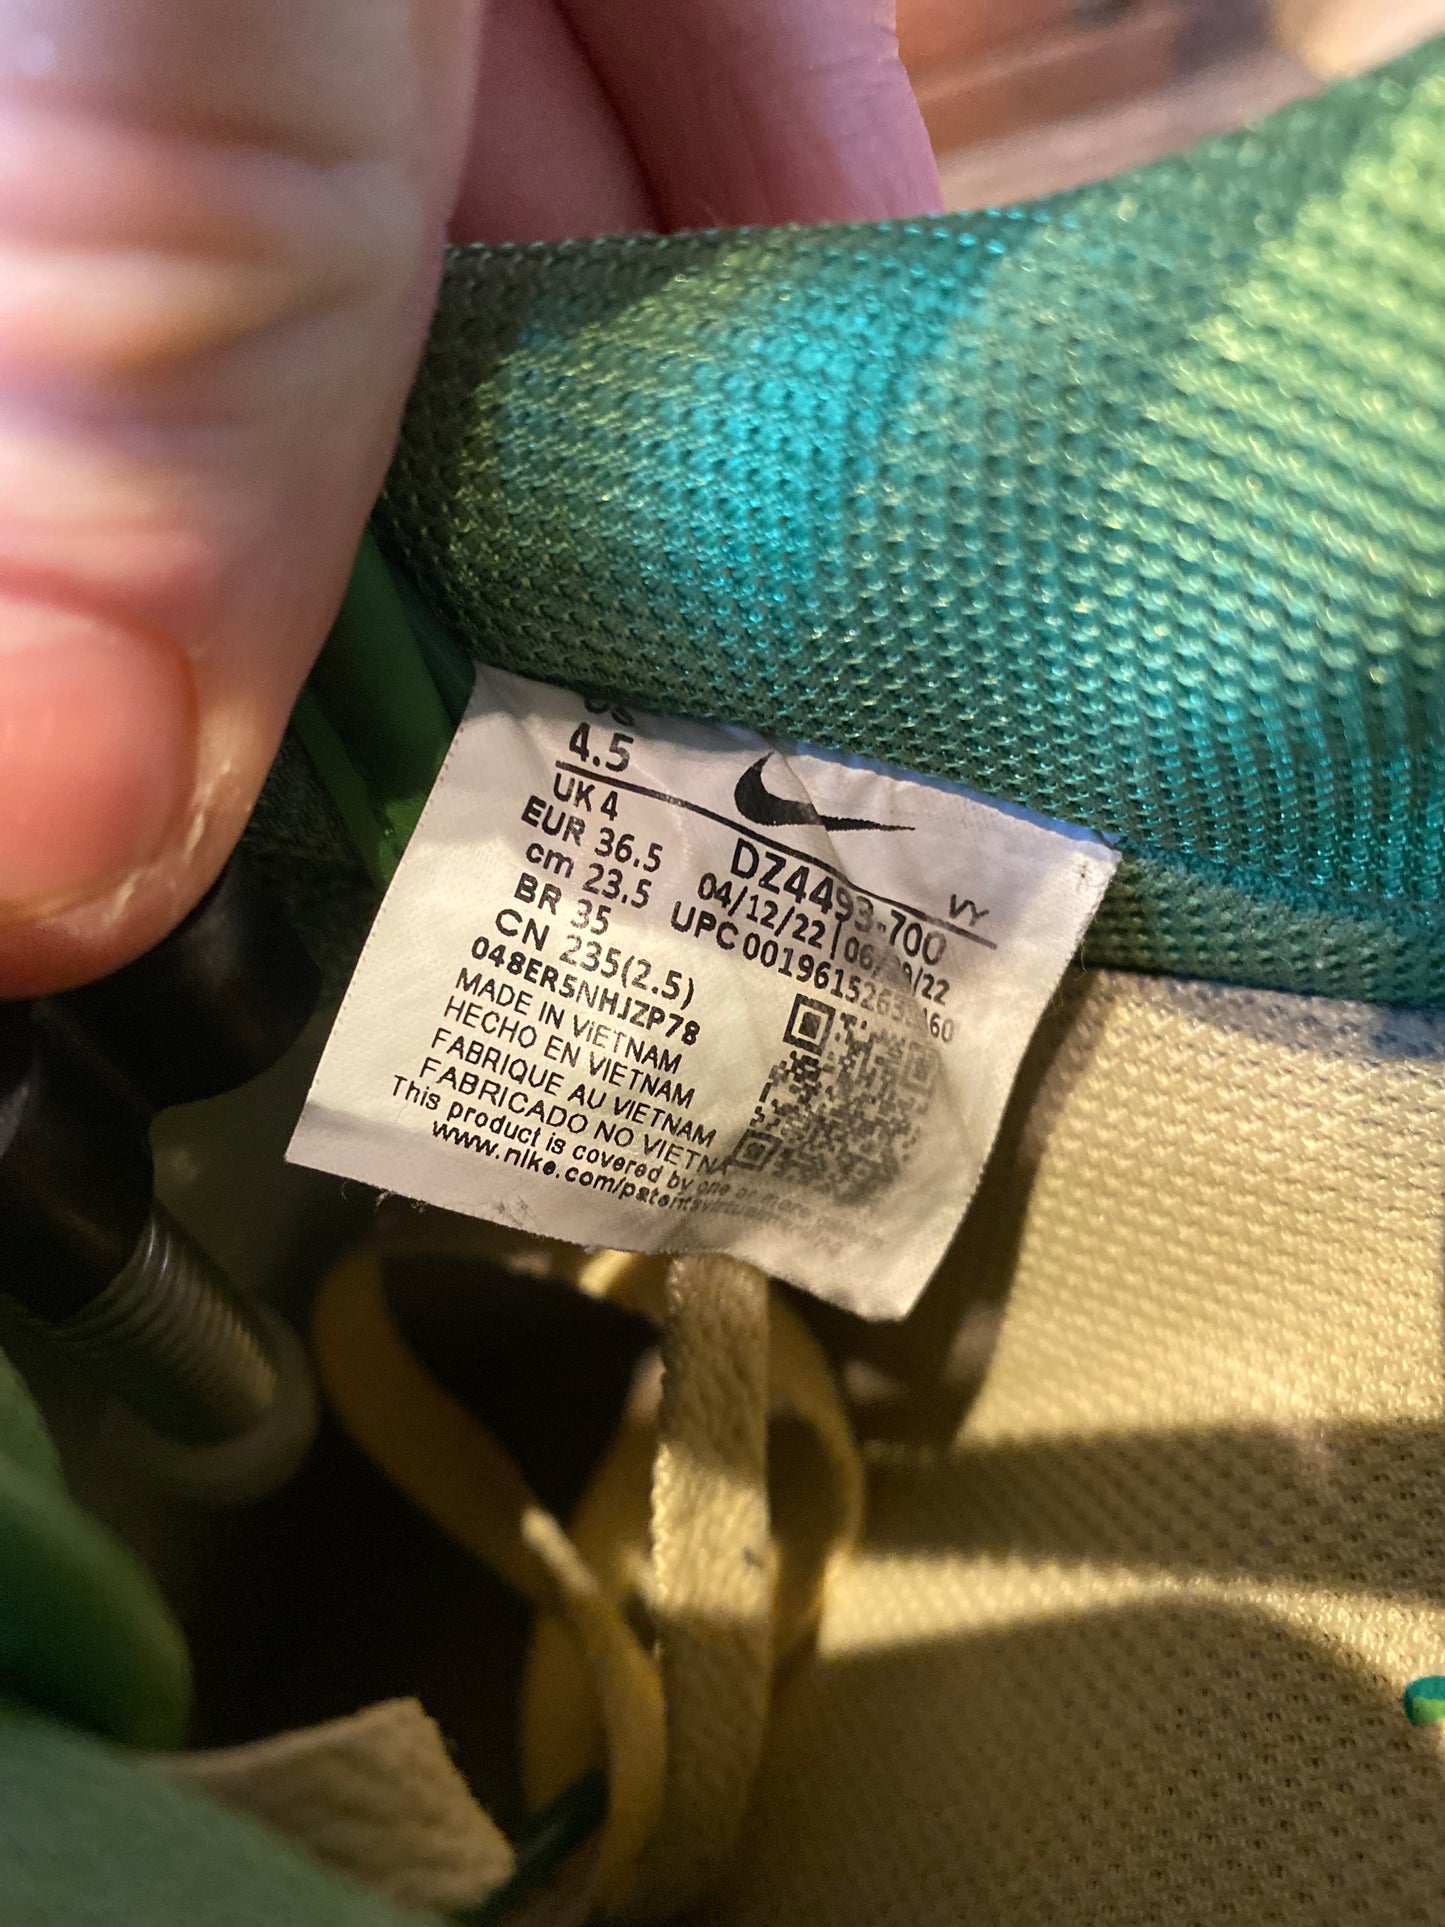 US
4.5
UK 4
EUR 36.5
cm 23.5
BR 35
CN 235(2.5)
048ER5NHJZP78
MADE IN VIETNAM
HECHO EN VIETNAM
FABRIQUE AU VIETNAM
FABRICADO NO VIETNA
This product is covered by one or more
www.nike.com/patents
DZ4493-700 VY
04/12/22
UPC